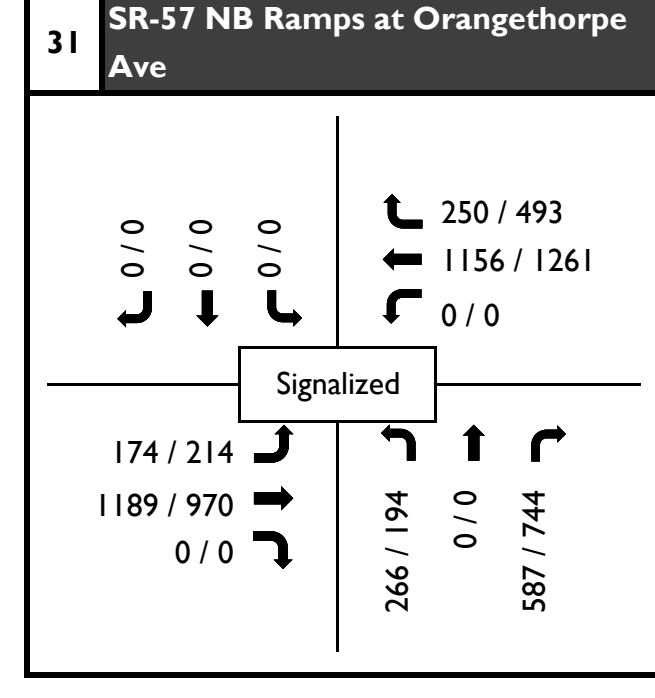 31
SR-57 NB Ramps at Orangethorpe
Ave
0 / 0
0 / 0
0 / 0
250 / 493
1156 / 1261
0 / 0
Signalized
174 / 214
1189 / 970
0 / 0
266 / 194
0 / 0
587 / 744